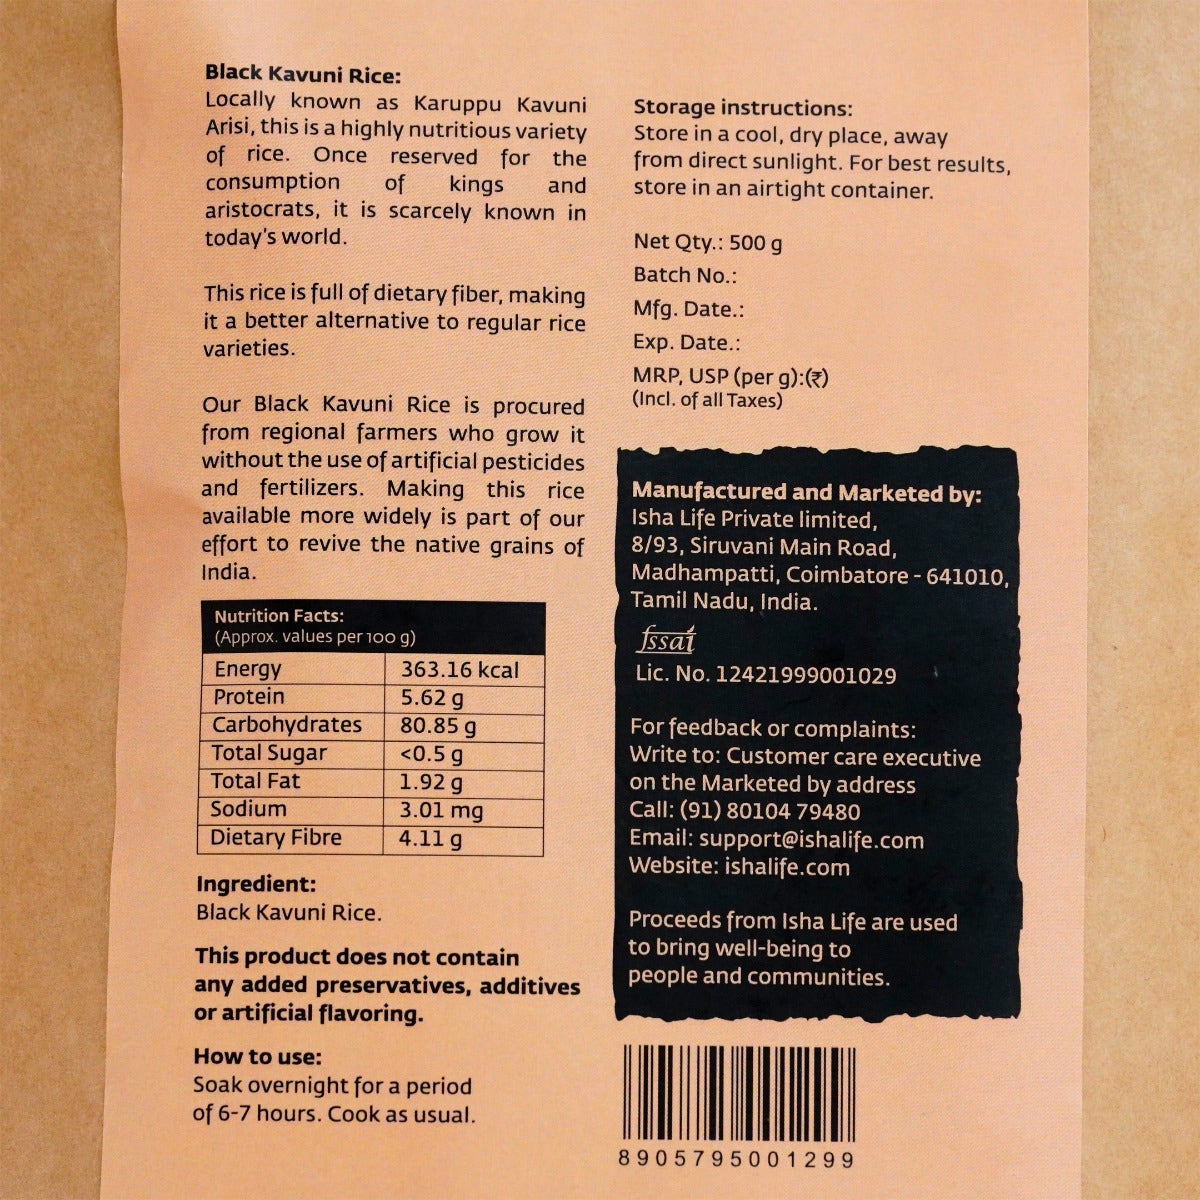 Black Kavuni Rice:
Locally known as Karuppu Kavuni
Arisi, this is a highly nutritious variety
of rice. Once reserved for the
consumption of kings and
aristocrats, it is scarcely known in
today's world.
This rice is full of dietary fiber, making
it a better alternative to regular rice
varieties.
Our Black Kavuni Rice is procured
from regional farmers who grow it
without the use of artificial pesticides
and fertilizers. Making this rice
available more widely is part of our
effort to revive the native grains of
India.
Nutrition Facts:
(Approx. values per 100 g)
Energy 363.16 kcal
Protein 5.62 g
Carbohydrates 80.85 g
Total Sugar <0.5 g
Total Fat 1.92 g
Sodium 3.01 mg
Dietary Fibre 4.11 g
Ingredient:
Black Kavuni Rice.
This product does not contain
any added preservatives, additives
or artificial flavoring.
How to use:
Soak overnight for a period
of 6-7 hours. Cook as usual.
Storage instructions:
Store in a cool, dry place, away
from direct sunlight. For best results,
store in an airtight container.
Net Qty.: 500 g
Batch No.:
Mfg. Date.:
Exp. Date.:
MRP, USP (per g):(₹)
(Incl. of all Taxes)
Manufactured and Marketed by:
Isha Life Private limited,
8/93, Siruvani Main Road,
Madhampatti, Coimbatore - 641010,
Tamil Nadu, India.
fssai
Lic. No. 12421999001029
For feedback or complaints:
Write to: Customer care executive
on the Marketed by address
Call: (91) 80104 79480
Email: support@ishalife.com
Website: ishalife.com
Proceeds from Isha Life are used
to bring well-being to
people and communities.
8905795001299